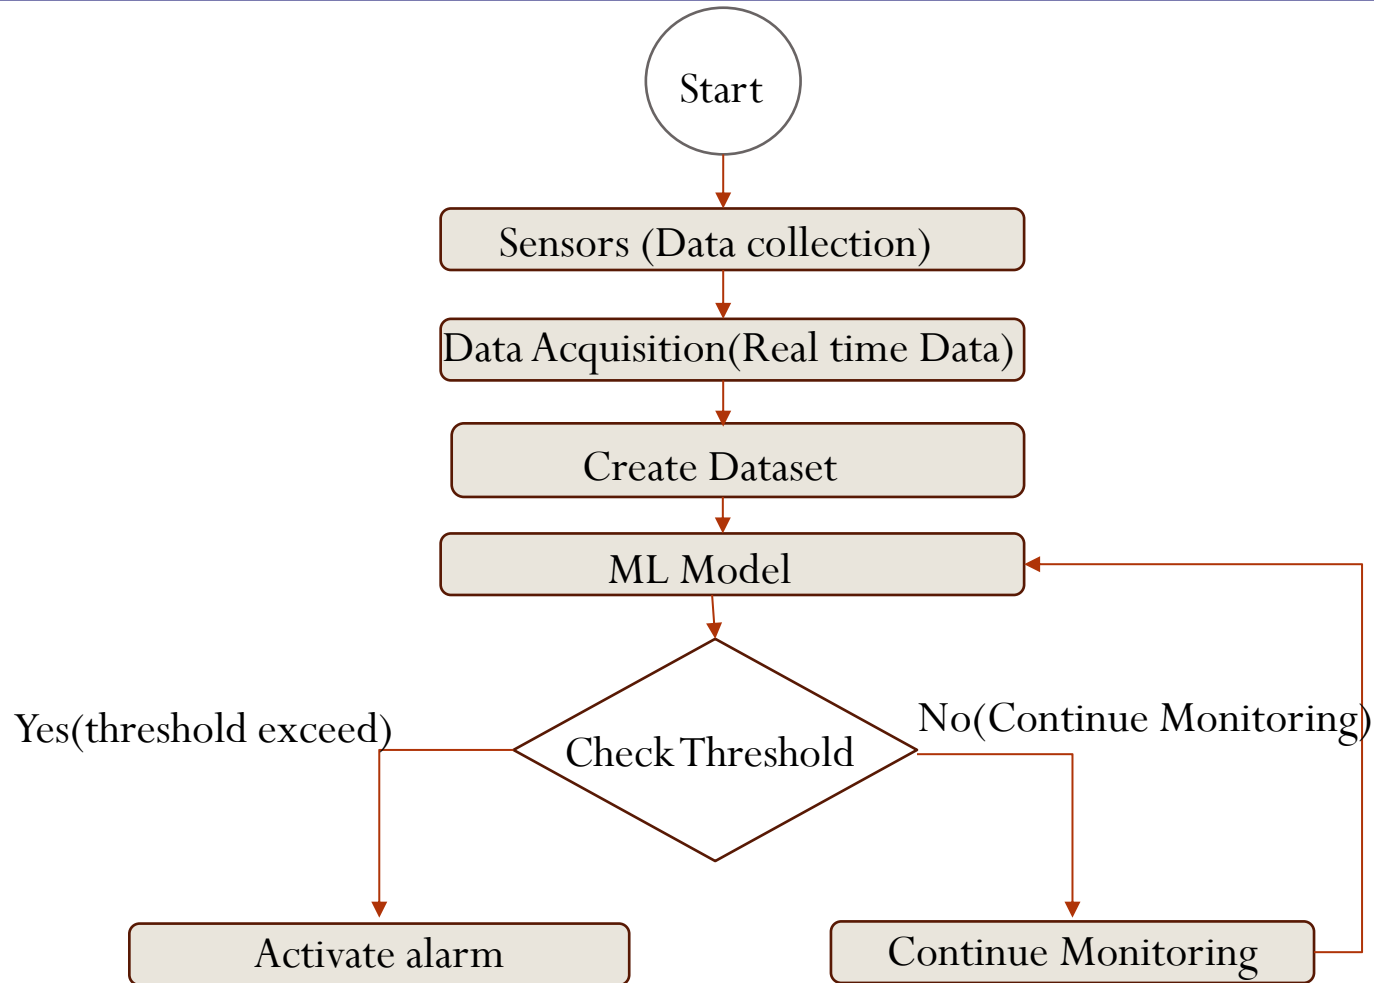 Start
Sensors (Data collection)
Data Acquisition(Real time Data)
Create Dataset
ML Model
Yes(threshold exceed)
Check Threshold
No(Continue Monitoring)
Activate alarm
Continue Monitoring